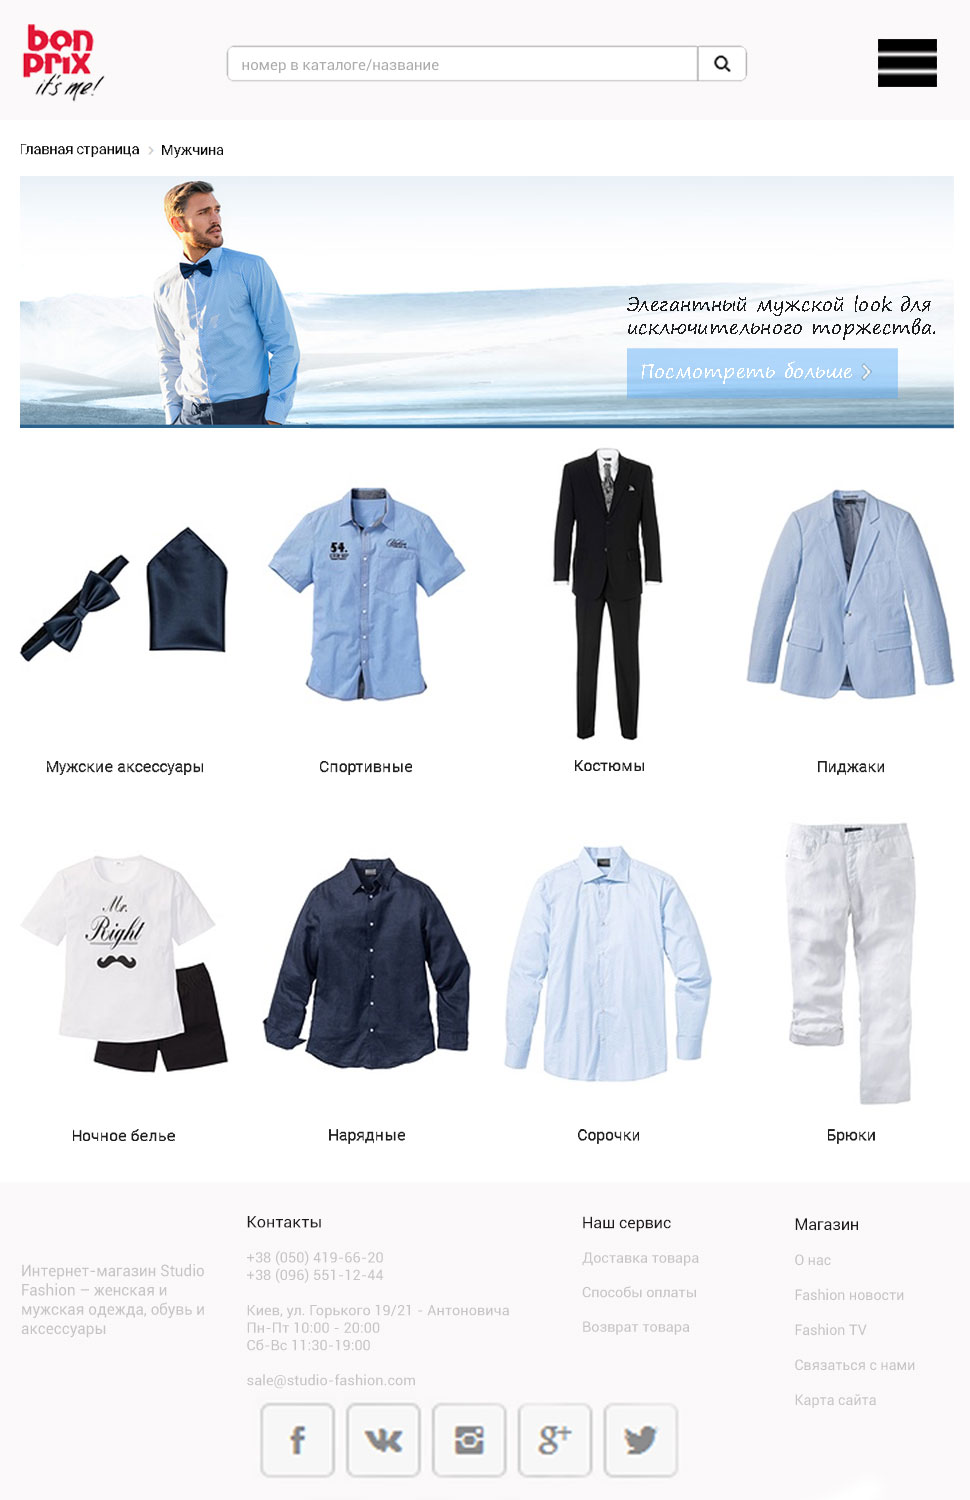 bon
prix
it's me!
номер в каталоге/название
Главная страница > Мужчина
Элегантный мужской look для
исключительного торжества.
Посмотреть больше >
54.
Мужские аксессуары
Спортивные
Костюмы
Пиджаки
Mr.
Right
Ночное белье
Нарядные
Сорочки
Брюки
Интернет-магазин Studio
Fashion – женская и
мужская одежда, обувь и
аксессуары
Контакты
+38 (050) 419-66-20
+38 (096) 551-12-44
Киев, ул. Горького 19/21 - Антоновича
Пн-Пт 10:00 - 20:00
Сб-Вс 11:30-19:00
sale@studio-fashion.com
Наш сервис
Доставка товара
Способы оплаты
Возврат товара
Магазин
О нас
Fashion новости
Fashion TV
Связаться с нами
Карта сайта